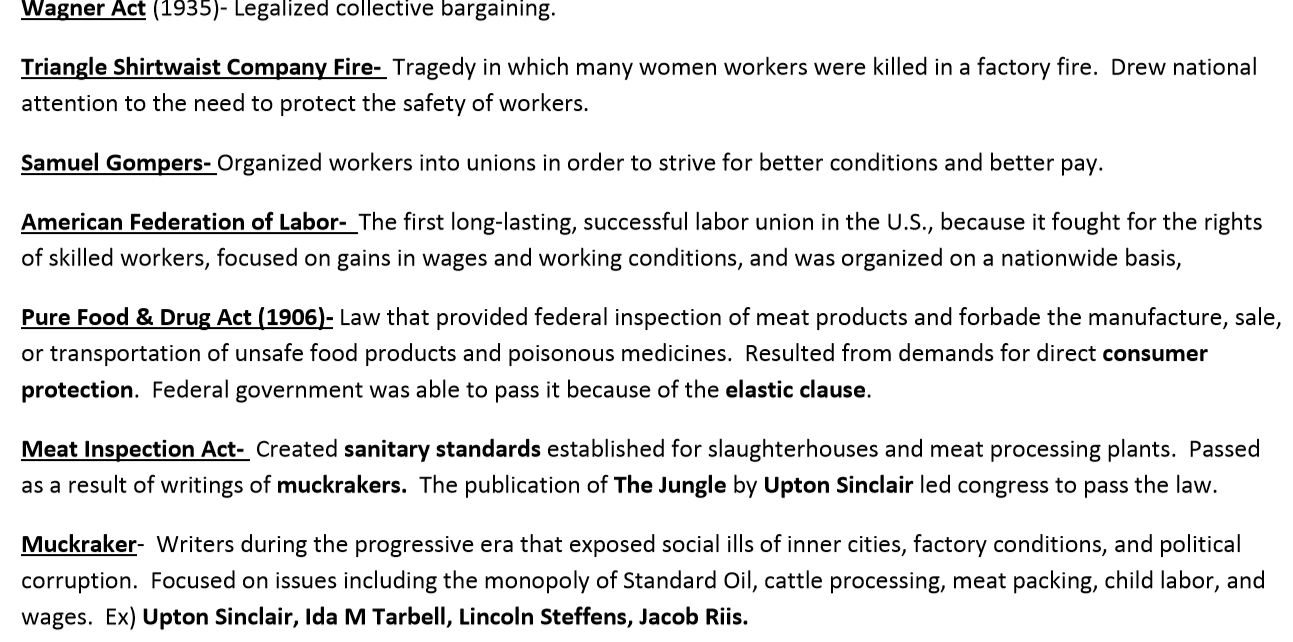 Wagner Act (1935)- Legalized collective bargaining.
Triangle Shirtwaist Company Fire- Tragedy in which many women workers were killed in a factory fire. Drew national
attention to the need to protect the safety of workers.
Samuel Gompers- Organized workers into unions in order to strive for better conditions and better pay.
American Federation of Labor- The first long-lasting, successful labor union in the U.S., because it fought for the rights
of skilled workers, focused on gains in wages and working conditions, and was organized on a nationwide basis,
Pure Food & Drug Act (1906)- Law that provided federal inspection of meat products and forbade the manufacture, sale,
or transportation of unsafe food products and poisonous medicines. Resulted from demands for direct consumer
protection. Federal government was able to pass it because of the elastic clause.
Meat Inspection Act- Created sanitary standards established for slaughterhouses and meat processing plants. Passed
as a result of writings of muckrakers. The publication of The Jungle by Upton Sinclair led congress to pass the law.
Muckraker- Writers during the progressive era that exposed social ills of inner cities, factory conditions, and political
corruption. Focused on issues including the monopoly of Standard Oil, cattle processing, meat packing, child labor, and
wages. Ex) Upton Sinclair, Ida M Tarbell, Lincoln Steffens, Jacob Riis.